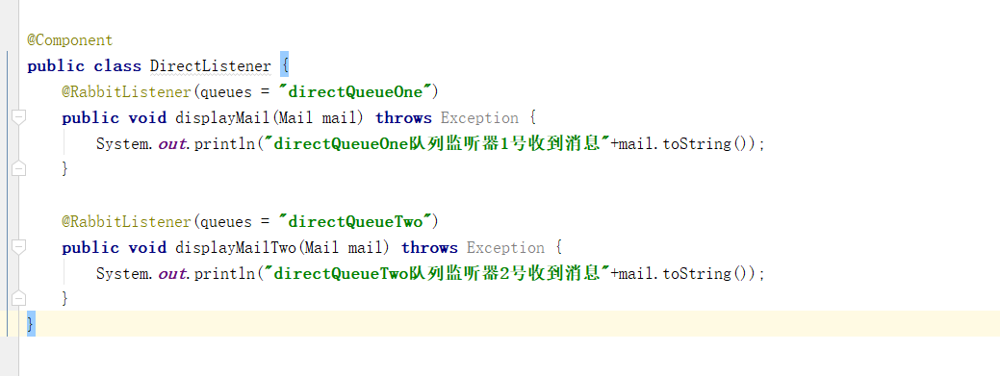 @Component
public class DirectListener {
    @RabbitListener(queues = "directQueueOne")
    public void displayMail(Mail mail) throws Exception {
        System.out.println("directQueueOne队列监听器1号收到消息"+mail.toString());
    }
    @RabbitListener(queues = "directQueueTwo")
    public void displayMailTwo(Mail mail) throws Exception {
        System.out.println("directQueueTwo队列监听器2号收到消息"+mail.toString());
    }
}